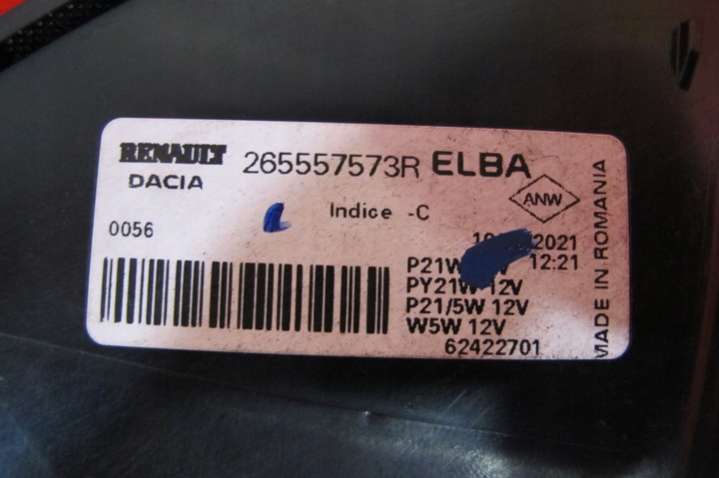 RENAULT 265557573R ELBA
DACIA
Indice -C
ANW
0056
2021
12:21
P21W
PY21W 12V
P21/5W 12V
W5W 12V
62422701
MADE IN ROMANIA